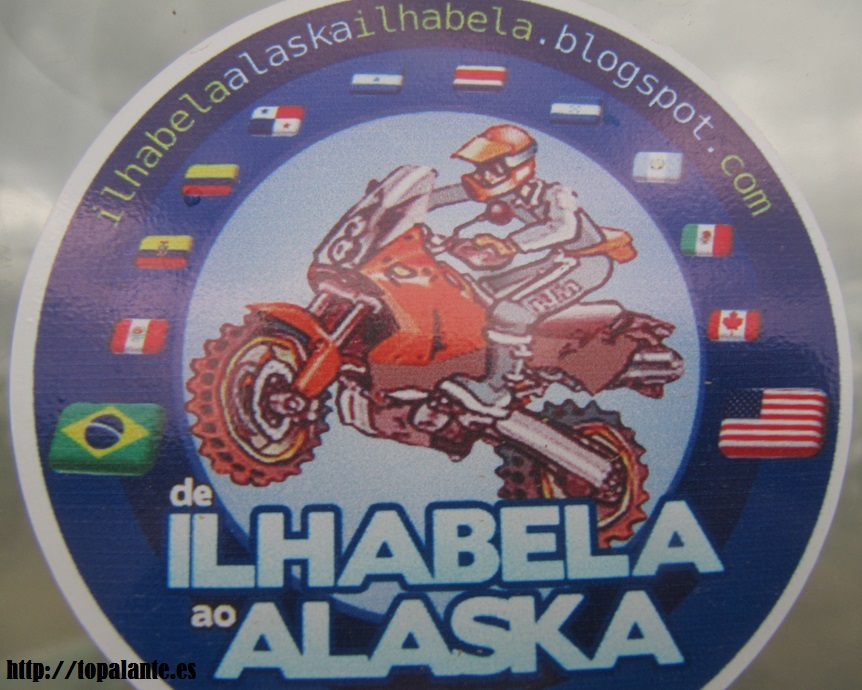 ilhabelaalaskailhabela.blogspot.com
de
ILHABELA
ao
ALASKA
http://topalante.es